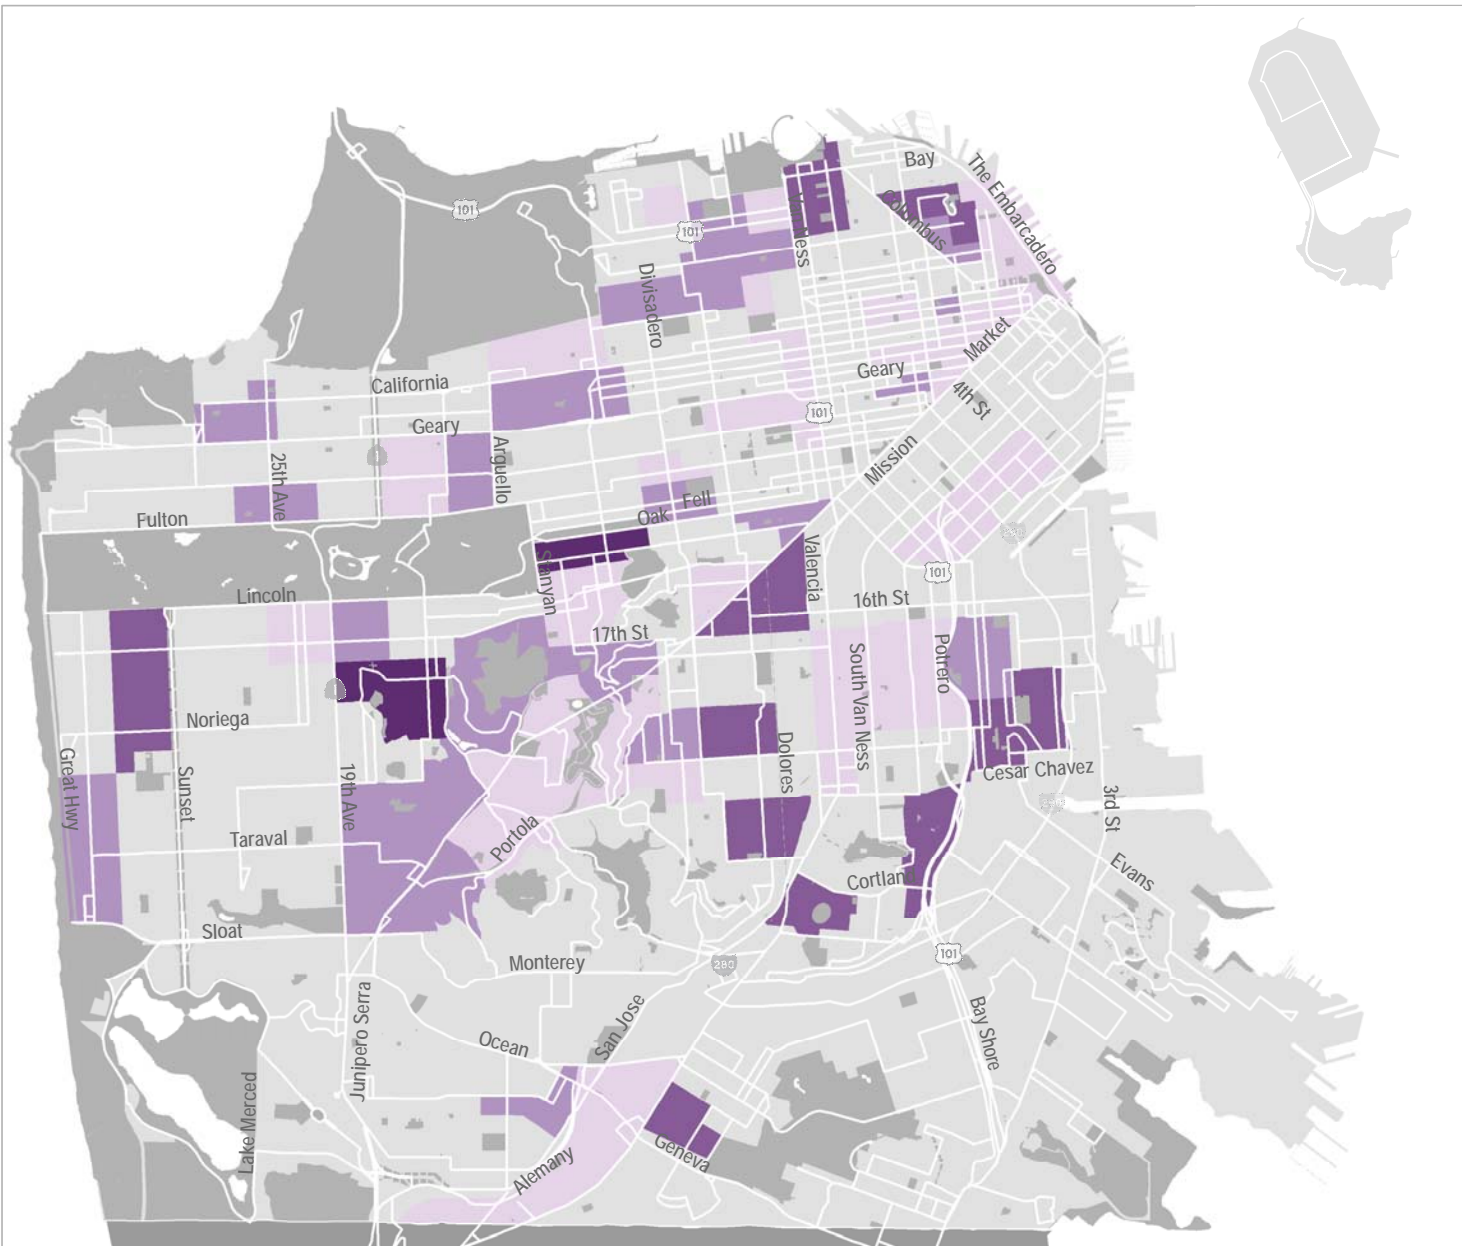 Bay
The Embarcadero
101
Columbus
101
Divisadero
Market
California
Geary
4th St
101
Geary
Arguello
Mission
25th Ave
Fell
Oak
Fulton
Stanyan
Valencia
101
Lincoln
16th St
17th St
Potrero
South Van Ness
1
Noriega
Dolores
Great Hwy
Sunset
19th Ave
Cesar Chavez
3rd St
Taraval
Portola
Evans
Cortland
Sloat
Monterey
280
101
Junipero Serra
San Jose
Bay Shore
Ocean
Lake Merced
Geneva
Alemany